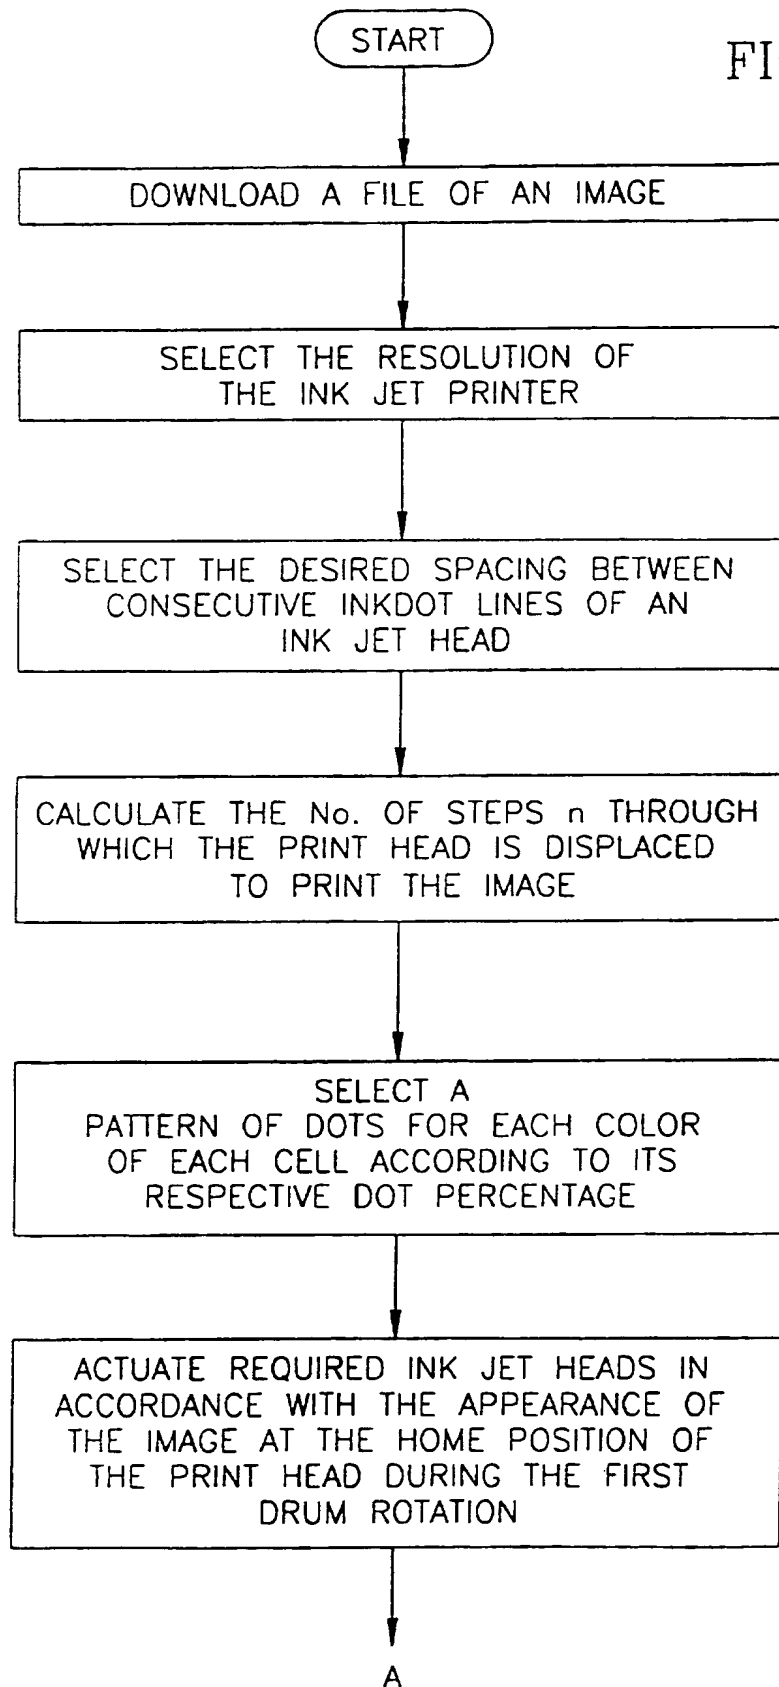 START
FI
DOWNLOAD A FILE OF AN IMAGE
SELECT THE RESOLUTION OF
THE INK JET PRINTER
SELECT THE DESIRED SPACING BETWEEN
CONSECUTIVE INKDOT LINES OF AN
INK JET HEAD
CALCULATE THE No. OF STEPS n THROUGH
WHICH THE PRINT HEAD IS DISPLACED
TO PRINT THE IMAGE
SELECT A
PATTERN OF DOTS FOR EACH COLOR
OF EACH CELL ACCORDING TO ITS
RESPECTIVE DOT PERCENTAGE
ACTUATE REQUIRED INK JET HEADS IN
ACCORDANCE WITH THE APPEARANCE OF
THE IMAGE AT THE HOME POSITION OF
THE PRINT HEAD DURING THE FIRST
DRUM ROTATION
A